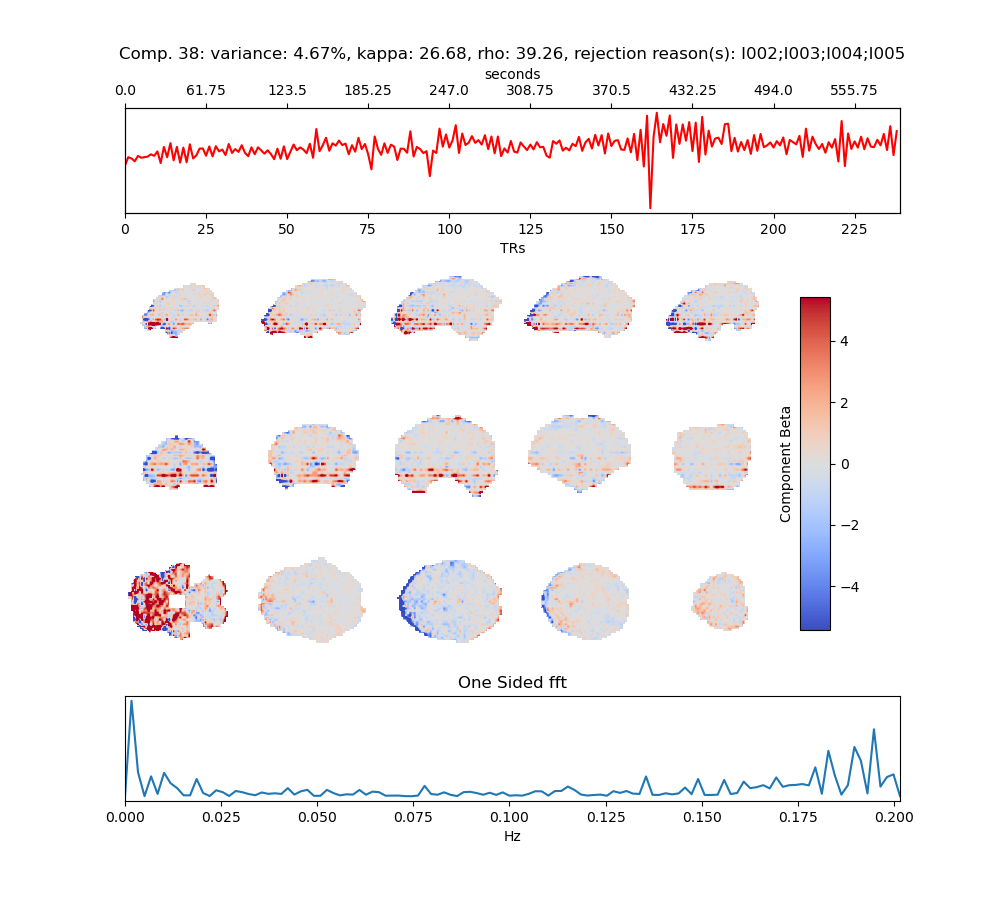 Comp. 38: variance: 4.67%, kappa: 26.68, rho: 39.26, rejection reason(s): I002;I003;I004;I005
seconds
0.0 61.75 123.5 185.25 247.0 308.75 370.5 432.25 494.0 555.75
0 25 50 75 100 125 150 175 200 225
TRs
4
2
0
−2
−4
Component Beta
One Sided fft
0.000 0.025 0.050 0.075 0.100 0.125 0.150 0.175 0.200
Hz